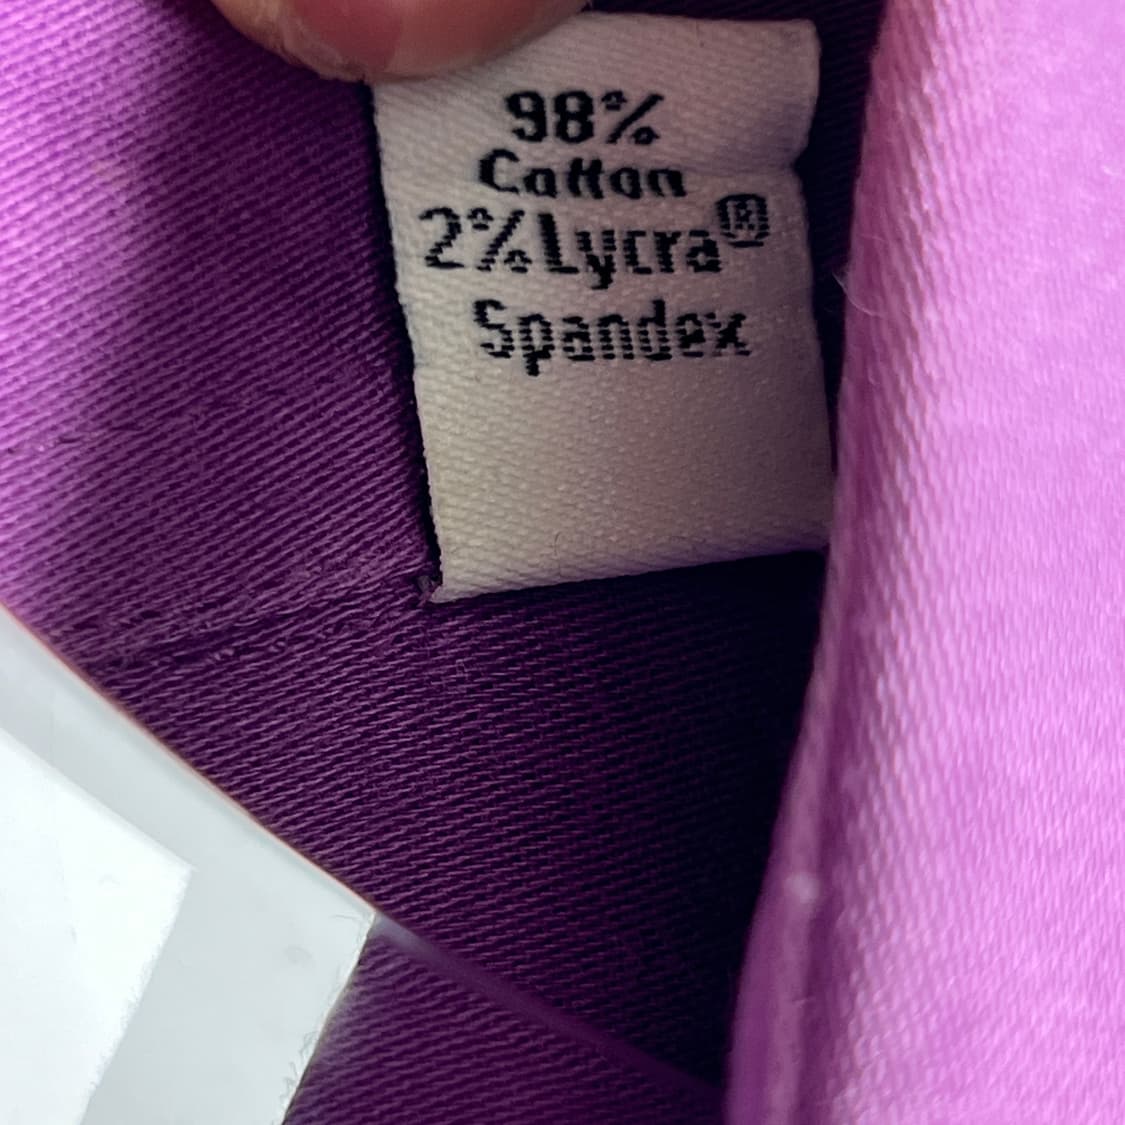 98%
Cotton
2% Lycra®
Spandex